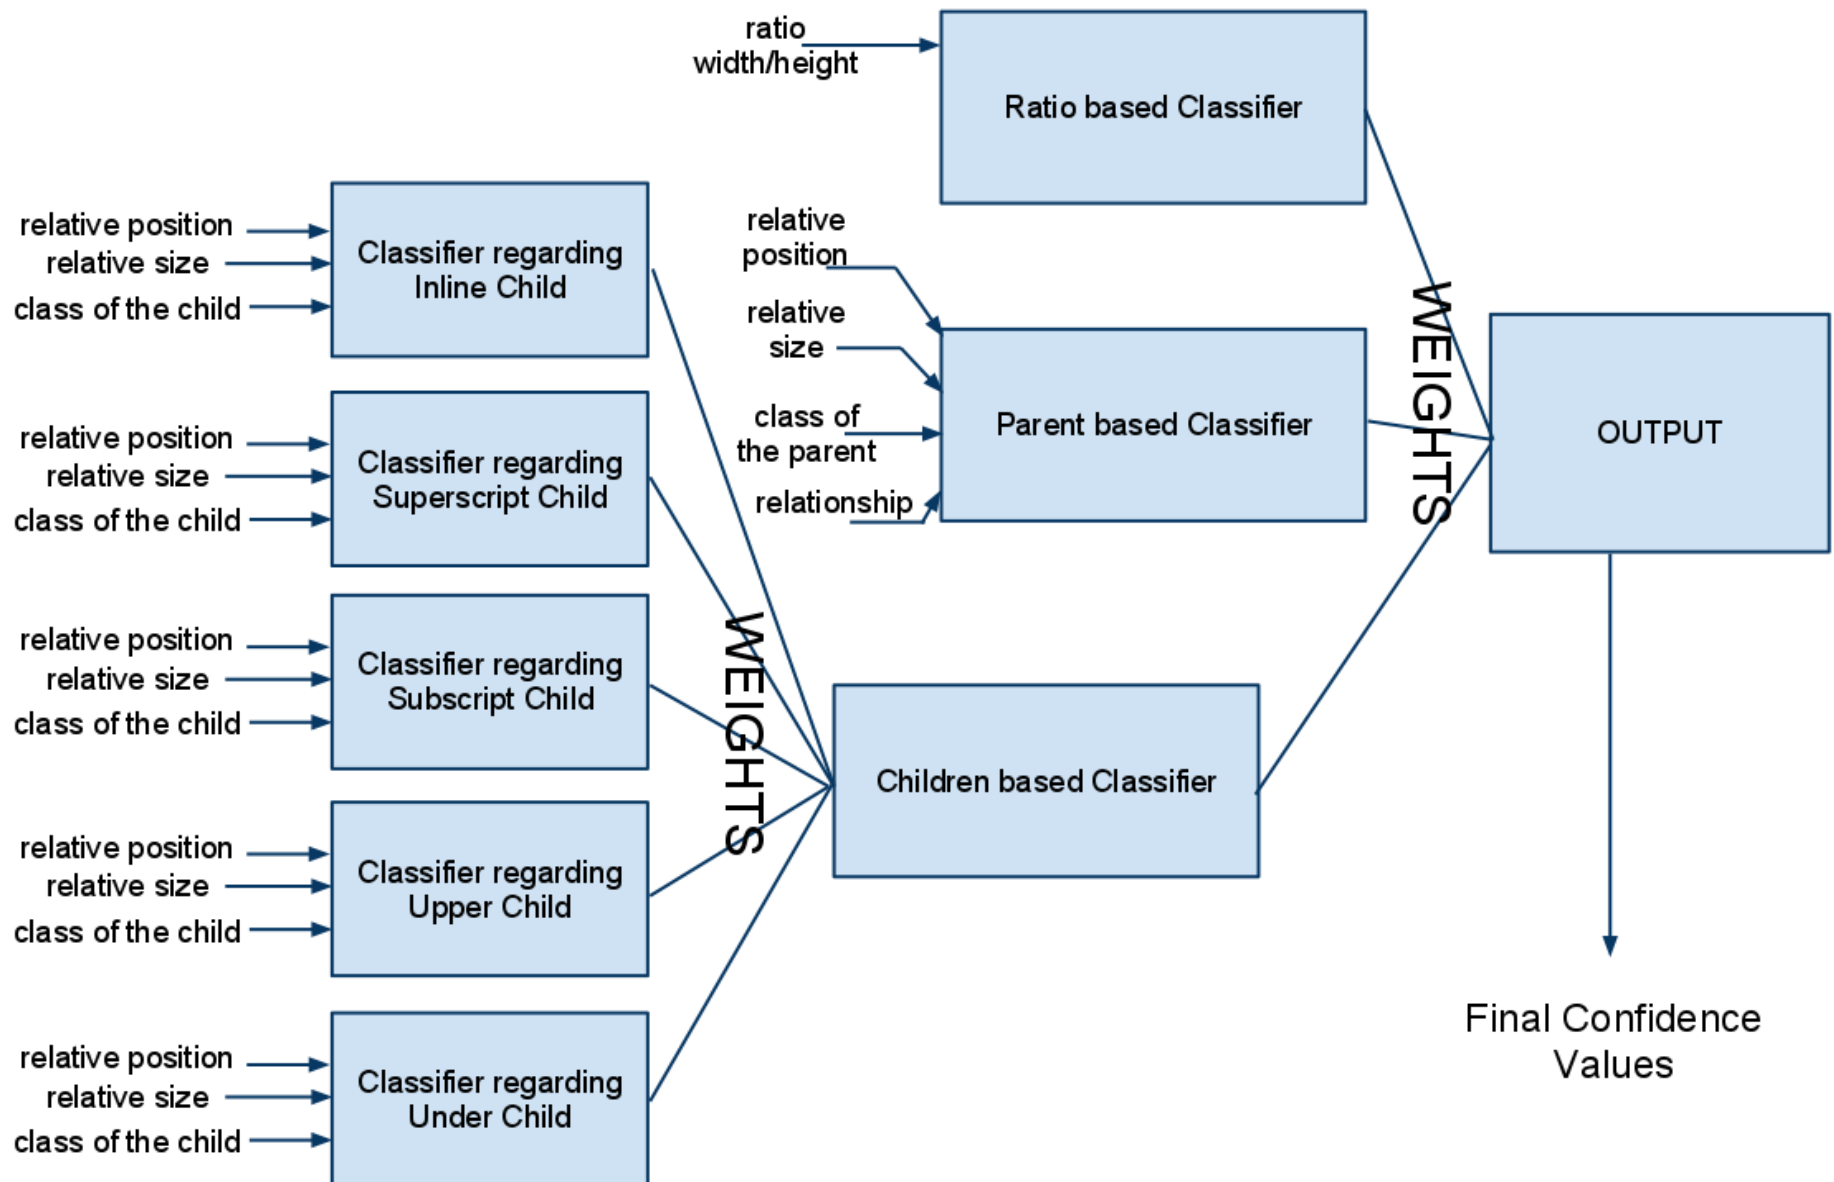 ratio
width/height
Ratio based Classifier
relative position
relative size
class of the child
Classifier regarding
Inline Child
relative
position
relative
size
class of
the parent
relationship
Parent based Classifier
WEIGHTS
OUTPUT
relative position
relative size
class of the child
Classifier regarding
Superscript Child
relative position
relative size
class of the child
Classifier regarding
Subscript Child
WEIGHTS
Children based Classifier
relative position
relative size
class of the child
Classifier regarding
Upper Child
relative position
relative size
class of the child
Classifier regarding
Under Child
Final Confidence
Values